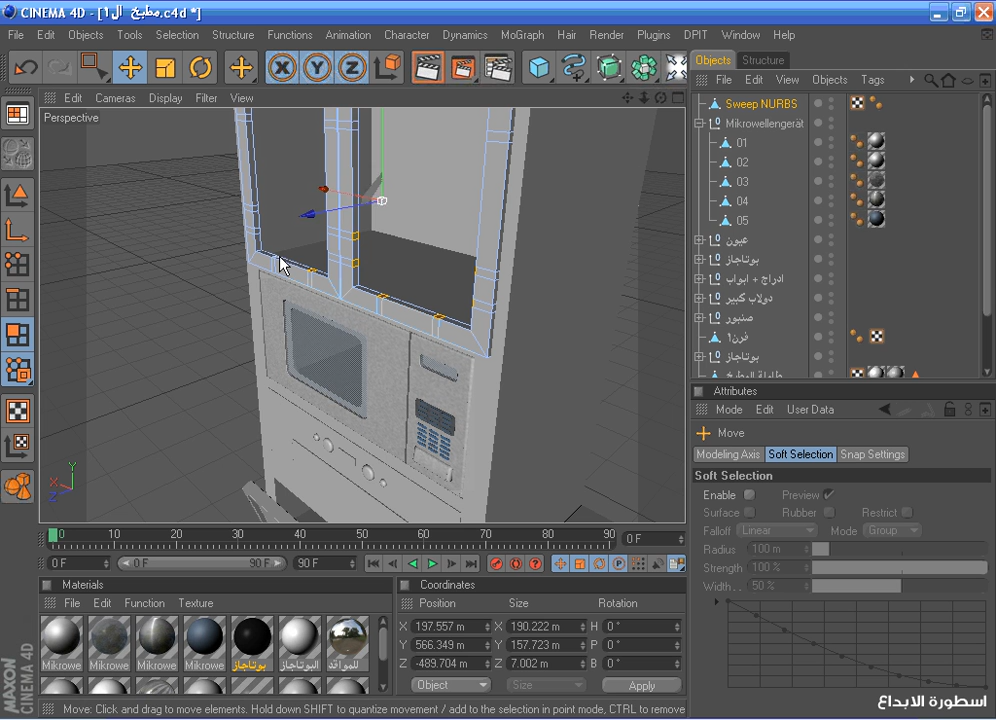 CINEMA 4D - [مطبخ ال1.c4d *]
File Edit Objects Tools Selection Structure Functions Animation Character Dynamics MoGraph Hair Render Plugins DPIT Window Help
Edit Cameras Display Filter View
Perspective
X Y Z
0 10 20 30 40 50 60 70 80 90 0 F
0 F 0 F 90 F 90 F
Materials
File Edit Function Texture
Mikrowe Mikrowe Mikrowe Mikrowe بوتاجاز البوتاجاز للمواقد
MAXON CINEMA 4D
Coordinates
Position Size Rotation
X 197.557 m X 190.222 m H 0 °
Y 566.349 m Y 157.723 m P 0 °
Z -489.704 m Z 7.002 m B 0 °
Object Size Apply
Move: Click and drag to move elements. Hold down SHIFT to quantize movement / add to the selection in point mode, CTRL to remove
Objects Structure
File Edit View Objects Tags
Sweep NURBS
Mikrowellengerät
01
02
03
04
05
عيون
بوتاجاز
ادراج + ابواب
دولاب كبير
صنبور
فرن1
بوتاجاز
طاولة المطبخ
Attributes
Mode Edit User Data
Move
Modeling Axis Soft Selection Snap Settings
Soft Selection
Enable Preview
Surface Rubber Restrict
Falloff Linear Mode Group
Radius 100 m
Strength 100 %
Width 50 %
اسطورة الابداع